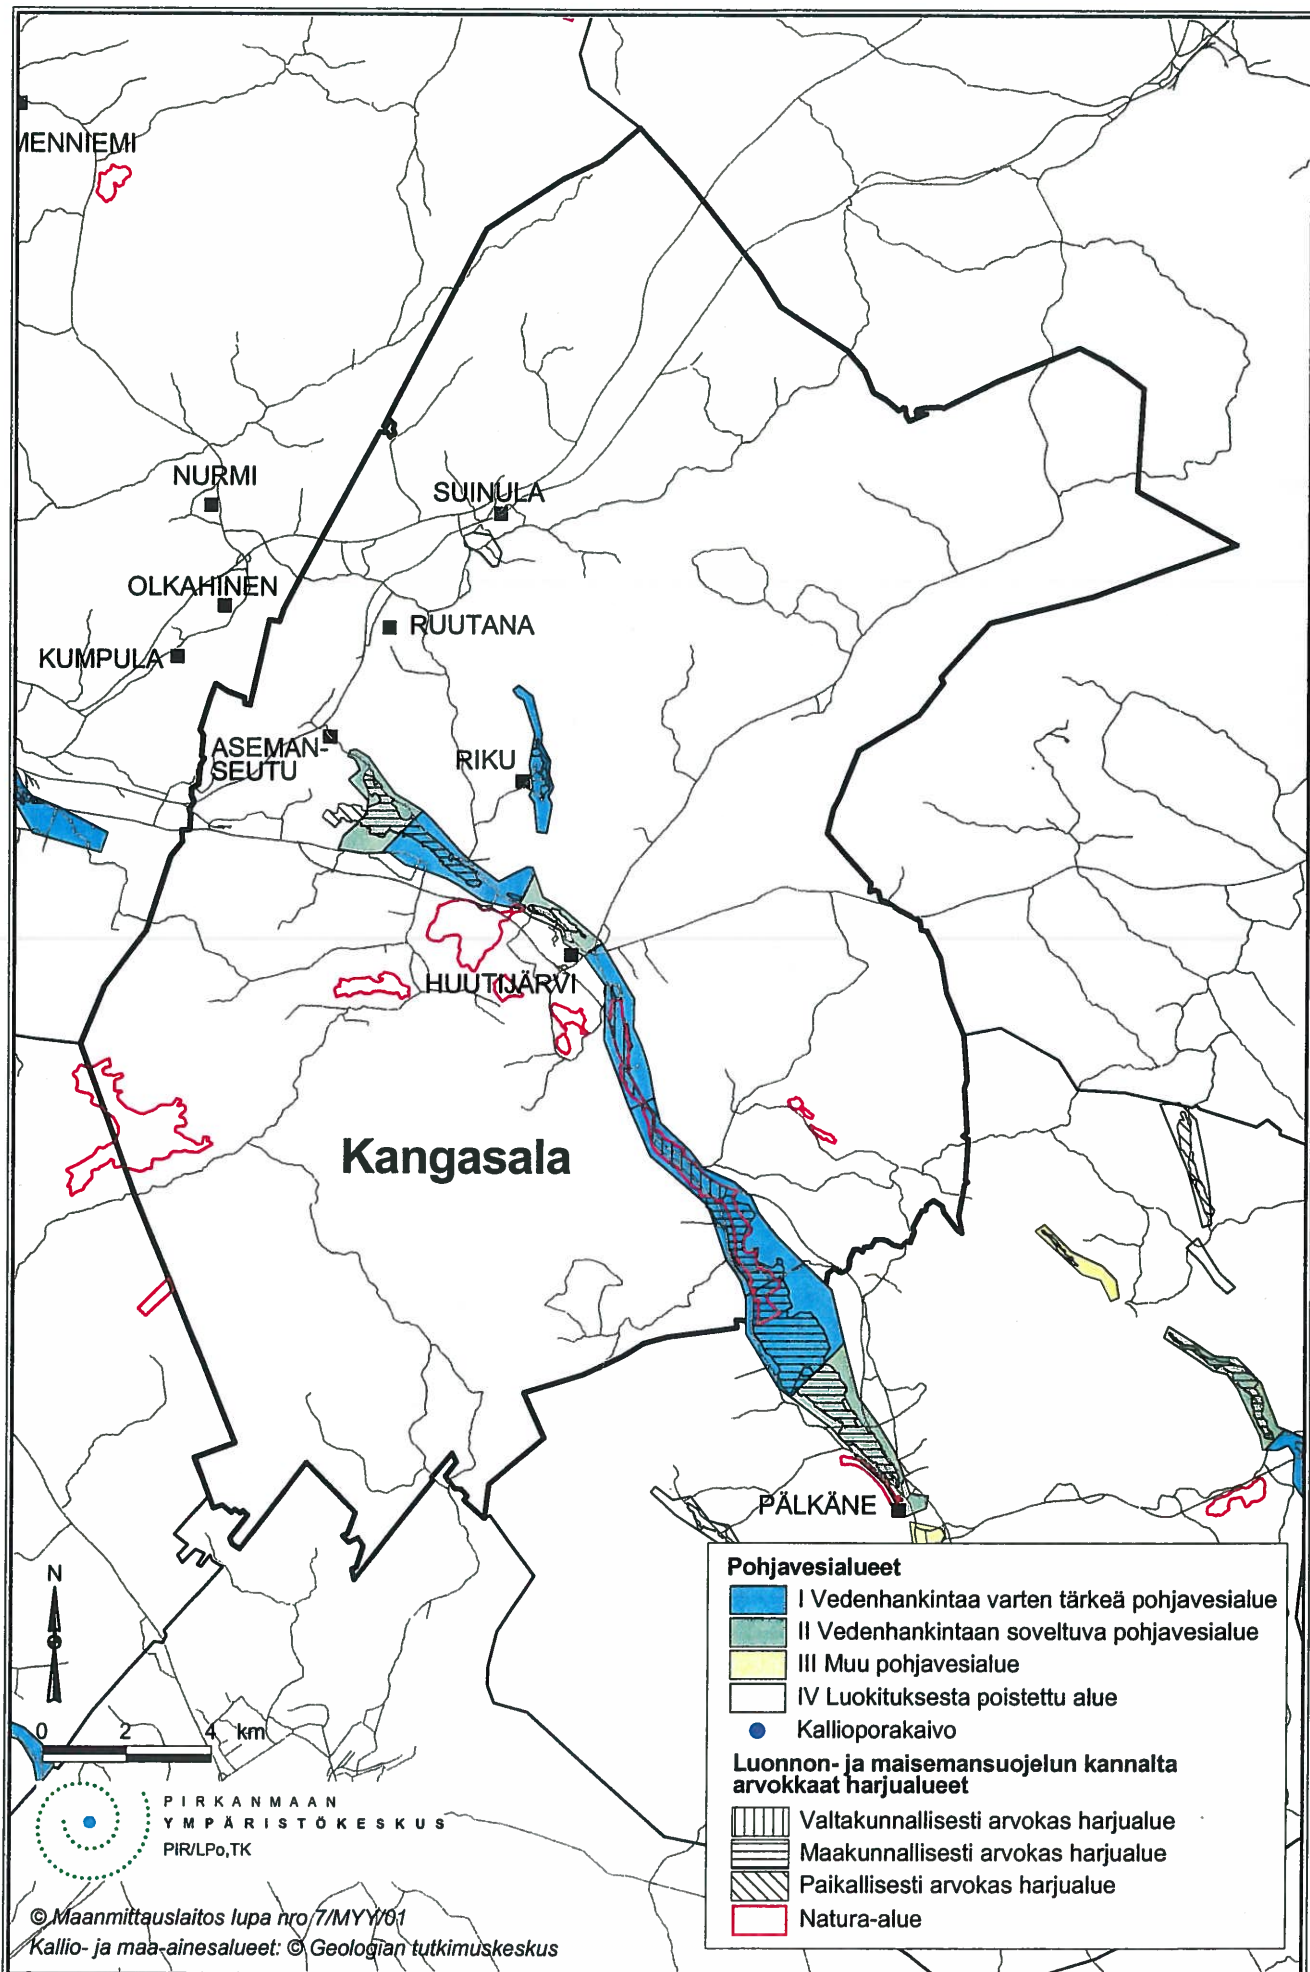 MENNIEMI
NURMI
SUINULA
OLKAHINEN
RUUTANA
KUMPULA
ASEMAN-
SEUTU
RIKU
HUUTIJÄRVI
Kangasala
PÄLKÄNE
N
0 2 4 km
PIRKANMAAN
YMPÄRISTÖKESKUS
PIR/LPo,TK
© Maanmittauslaitos lupa nro 7/MYY/01
Kallio- ja maa-ainesalueet: © Geologian tutkimuskeskus
Pohjavesialueet
I Vedenhankintaa varten tärkeä pohjavesialue
II Vedenhankintaan soveltuva pohjavesialue
III Muu pohjavesialue
IV Luokituksesta poistettu alue
Kallioporakaivo
Luonnon- ja maisemansuojelun kannalta
arvokkaat harjualueet
Valtakunnallisesti arvokas harjualue
Maakunnallisesti arvokas harjualue
Paikallisesti arvokas harjualue
Natura-alue